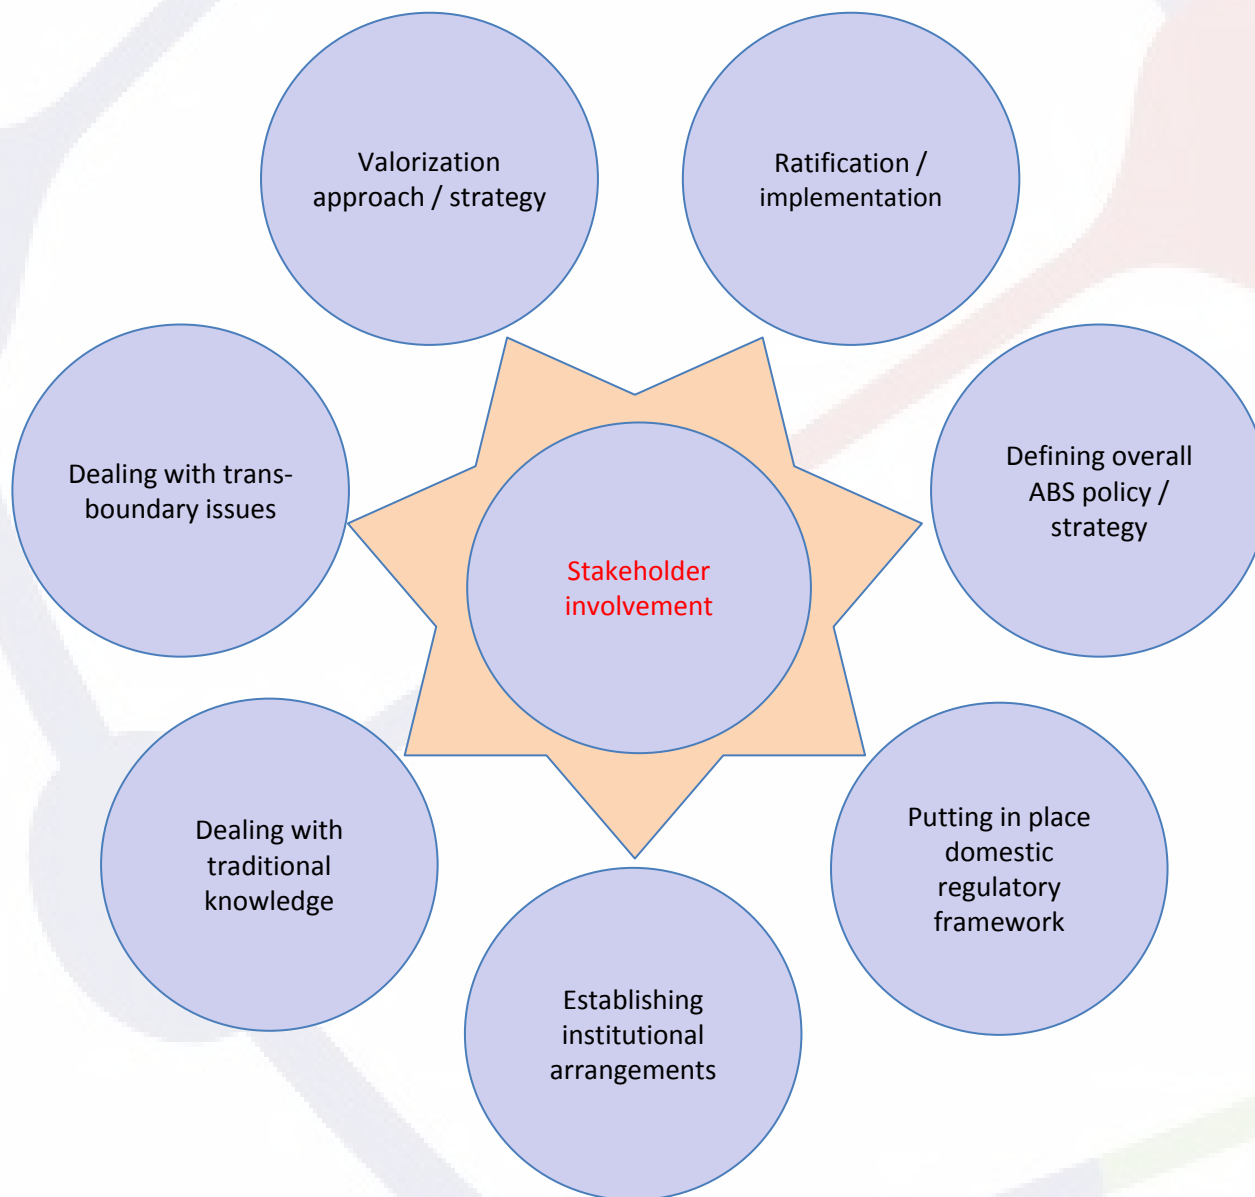 Valorization
approach / strategy
Ratification /
implementation
Dealing with trans-
boundary issues
Defining overall
ABS policy /
strategy
Stakeholder
involvement
Dealing with
traditional
knowledge
Putting in place
domestic
regulatory
framework
Establishing
institutional
arrangements